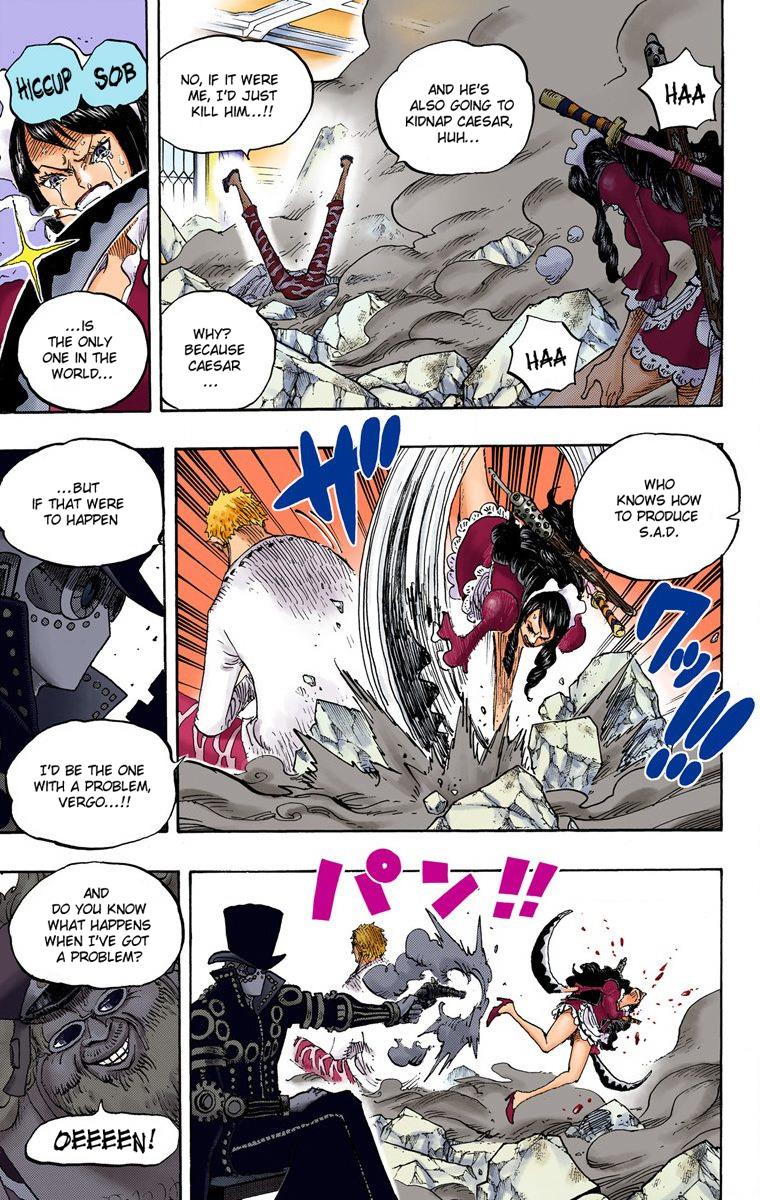 HAA
AND HE'S
ALSO GOING TO
KIDNAP CAESAR,
HUH...
NO, IF IT WERE
ME, I'D JUST
KILL HIM...!!
HAA
WHY?
BECAUSE
CAESAR
...
HICCUP
SOB
...IS
THE ONLY
ONE IN THE
WORLD...
WHO
KNOWS HOW
TO PRODUCE
S.A.D.
ザッ
クッ!!!!
...BUT
IF THAT WERE
TO HAPPEN
I'D BE THE ONE
WITH A PROBLEM,
VERGO...!!
パン!!
AND
DO YOU KNOW
WHAT HAPPENS
WHEN I'VE GOT
A PROBLEM?
OEEEEN!